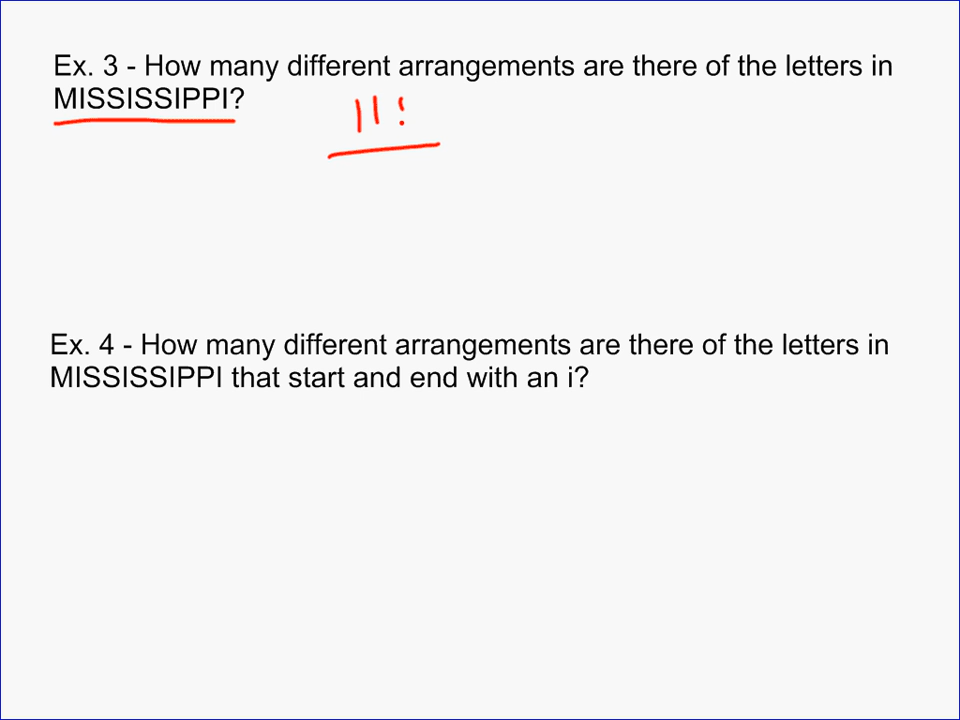 Ex. 3 - How many different arrangements are there of the letters in
MISSISSIPPI?
11!
Ex. 4 - How many different arrangements are there of the letters in
MISSISSIPPI that start and end with an i?